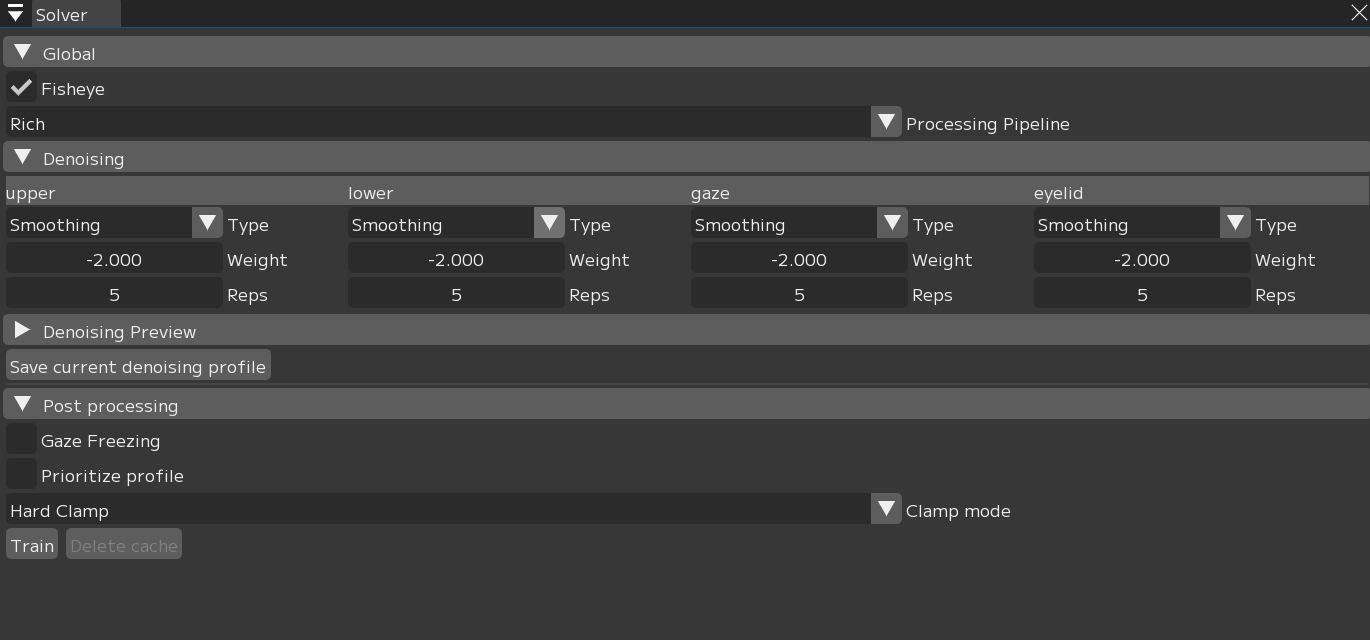 Solver
Global
Fisheye
Rich Processing Pipeline
Denoising
upper lower gaze eyelid
Smoothing Type Smoothing Type Smoothing Type Smoothing Type
-2.000 Weight -2.000 Weight -2.000 Weight -2.000 Weight
5 Reps 5 Reps 5 Reps 5 Reps
Denoising Preview
Save current denoising profile
Post processing
Gaze Freezing
Prioritize profile
Hard Clamp Clamp mode
Train Delete cache